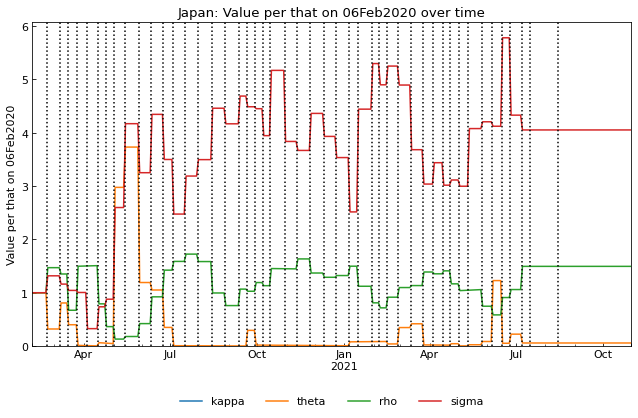 Japan: Value per that on 06Feb2020 over time
Value per that on 06Feb2020
6
5
4
3
2
1
0
Apr Jul Oct Jan Apr Jul Oct
2021
kappa theta rho sigma